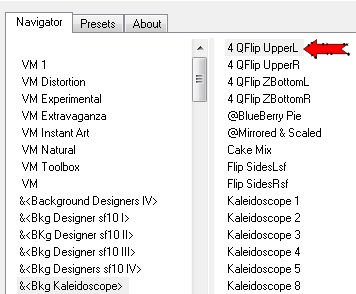 Navigator
Presets
About
VM 1
VM Distortion
VM Experimental
VM Extravaganza
VM Instant Art
VM Natural
VM Toolbox
VM
&<Background Designers IV>
&<Bkg Designer sf10 I>
&<Bkg Designer sf10 II>
&<Bkg Designer sf10 III>
&<Bkg Designer sf10 IV>
&<Bkg Kaleidoscope>
4 QFlip UpperL
4 QFlip UpperR
4 QFlip ZBottomL
4 QFlip ZBottomR
@BlueBerry Pie
@Mirrored & Scaled
Cake Mix
Flip SidesLsf
Flip SidesRsf
Kaleidoscope 1
Kaleidoscope 2
Kaleidoscope 3
Kaleidoscope 4
Kaleidoscope 5
Kaleidoscope 8